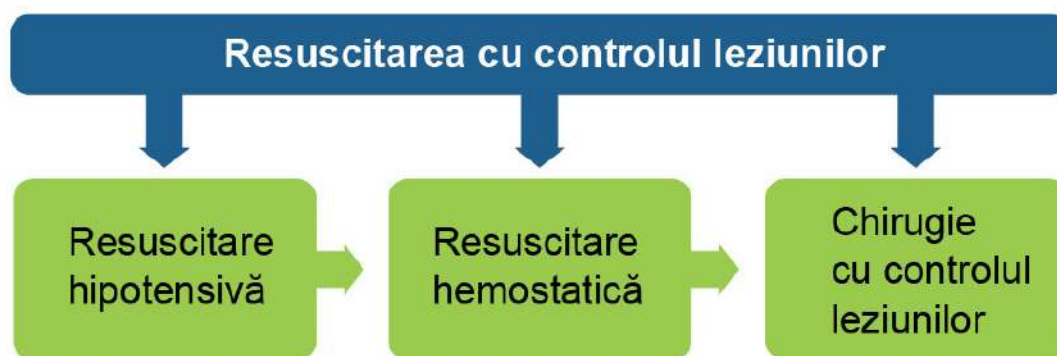 Resuscitarea cu controlul leziunilor
Resuscitare
hipotensivă
Resuscitare
hemostatică
Chirugie
cu controlul
leziunilor